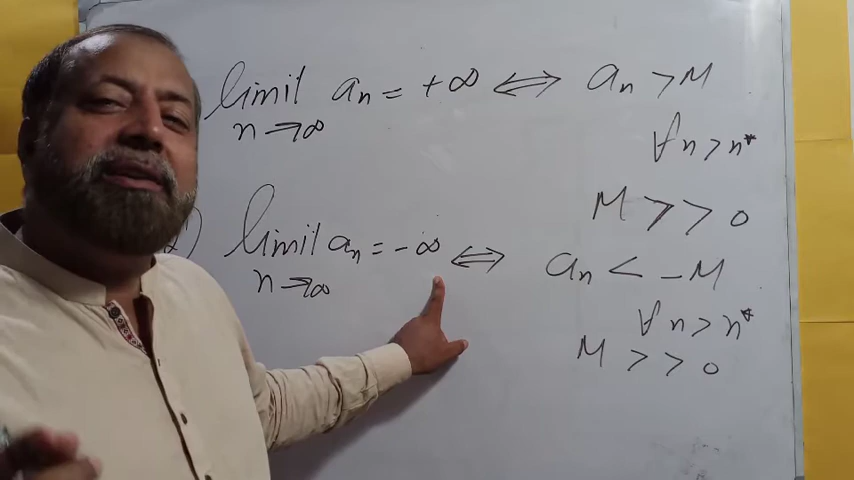 limit aₙ = +∞ ⟺ aₙ > M
n→∞
∀n > n*
M >> 0
2) limit aₙ = -∞ ⟺ aₙ < -M
n→∞
∀n > n*
M >> 0